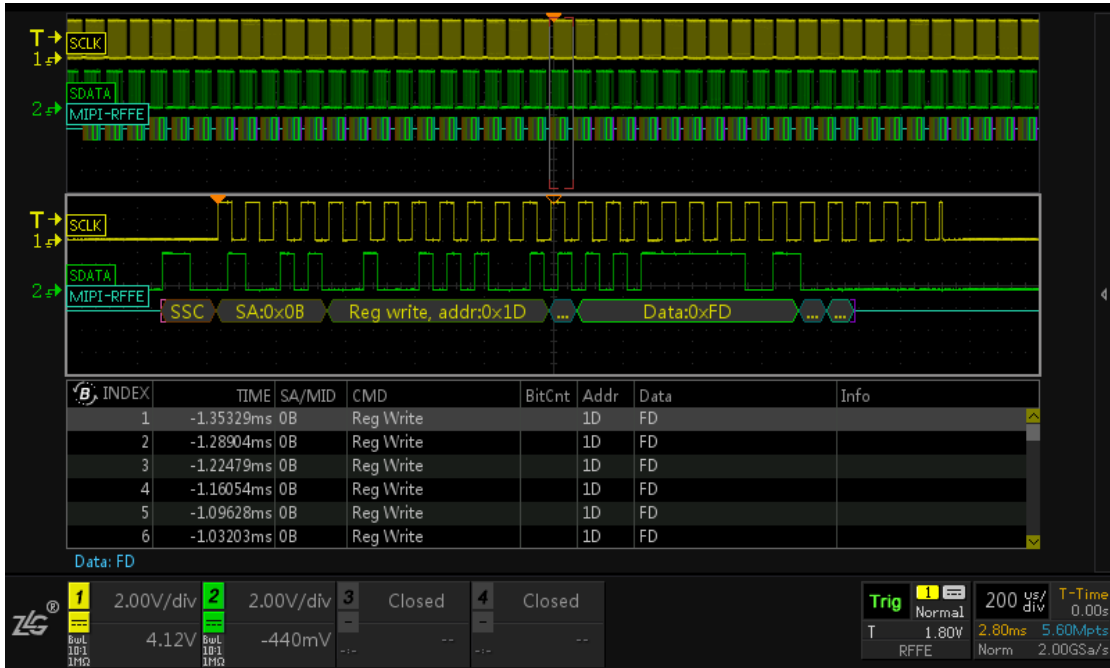 T SCLK
1
SDATA
2 MIPI-RFFE
T SCLK
1
SDATA
2 MIPI-RFFE
SSC SA:0x0B Reg write, addr:0x1D ... Data:0xFD ... ...
B INDEX TIME SA/MID CMD BitCnt Addr Data Info
1 -1.35329ms 0B Reg Write 1D FD
2 -1.28904ms 0B Reg Write 1D FD
3 -1.22479ms 0B Reg Write 1D FD
4 -1.16054ms 0B Reg Write 1D FD
5 -1.09628ms 0B Reg Write 1D FD
6 -1.03203ms 0B Reg Write 1D FD
Data: FD
ZLG® 1 2.00V/div 2 2.00V/div 3 Closed 4 Closed Trig 1 Normal 200 us/div T-Time 0.00s
BwL 10:1 1MΩ 4.12V BwL 10:1 1MΩ -440mV - -:- -- - -:- -- T 1.80V 2.80ms 5.60Mpts
RFFE Norm 2.00GSa/s